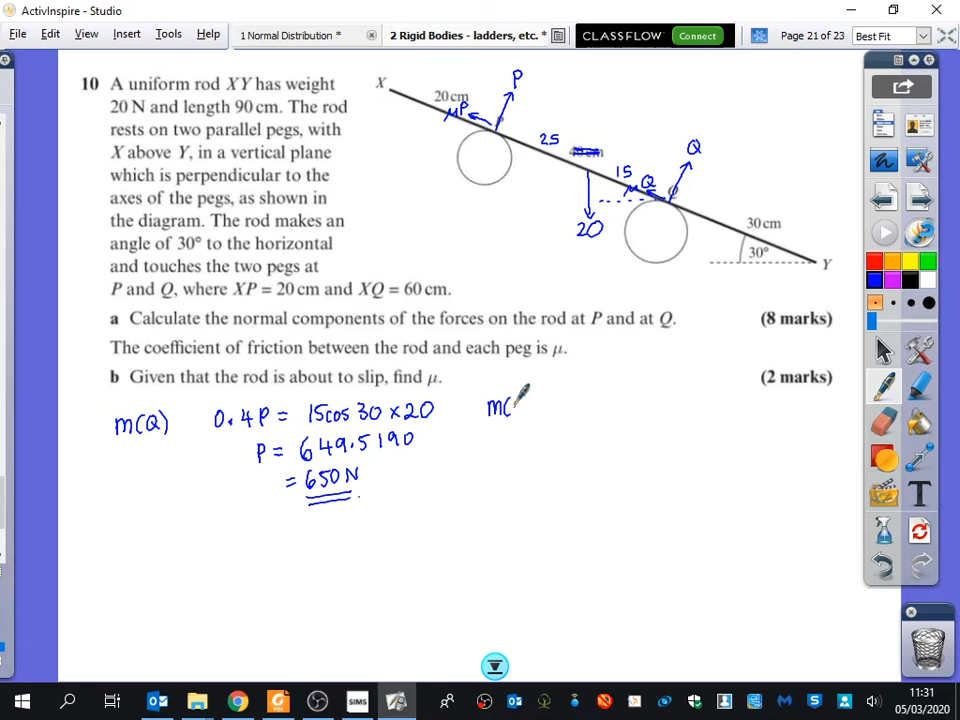 ActivInspire - Studio
File Edit View Insert Tools Help
1 Normal Distribution *
2 Rigid Bodies - ladders, etc. *
CLASSFLOW Connect
Page 21 of 23
Best Fit
10 A uniform rod XY has weight
20 N and length 90 cm. The rod
rests on two parallel pegs, with
X above Y, in a vertical plane
which is perpendicular to the
axes of the pegs, as shown in
the diagram. The rod makes an
angle of 30° to the horizontal
and touches the two pegs at
P and Q, where XP = 20 cm and XQ = 60 cm.
X
20 cm
μP
P
P
25
15
μQ
Q
Q
20
30 cm
30°
Y
a Calculate the normal components of the forces on the rod at P and at Q. (8 marks)
The coefficient of friction between the rod and each peg is μ.
b Given that the rod is about to slip, find μ. (2 marks)
m(Q) 0.4P = 15cos30 × 20
P = 649.5190
= 650N
m(
T
SIMS
11:31
05/03/2020